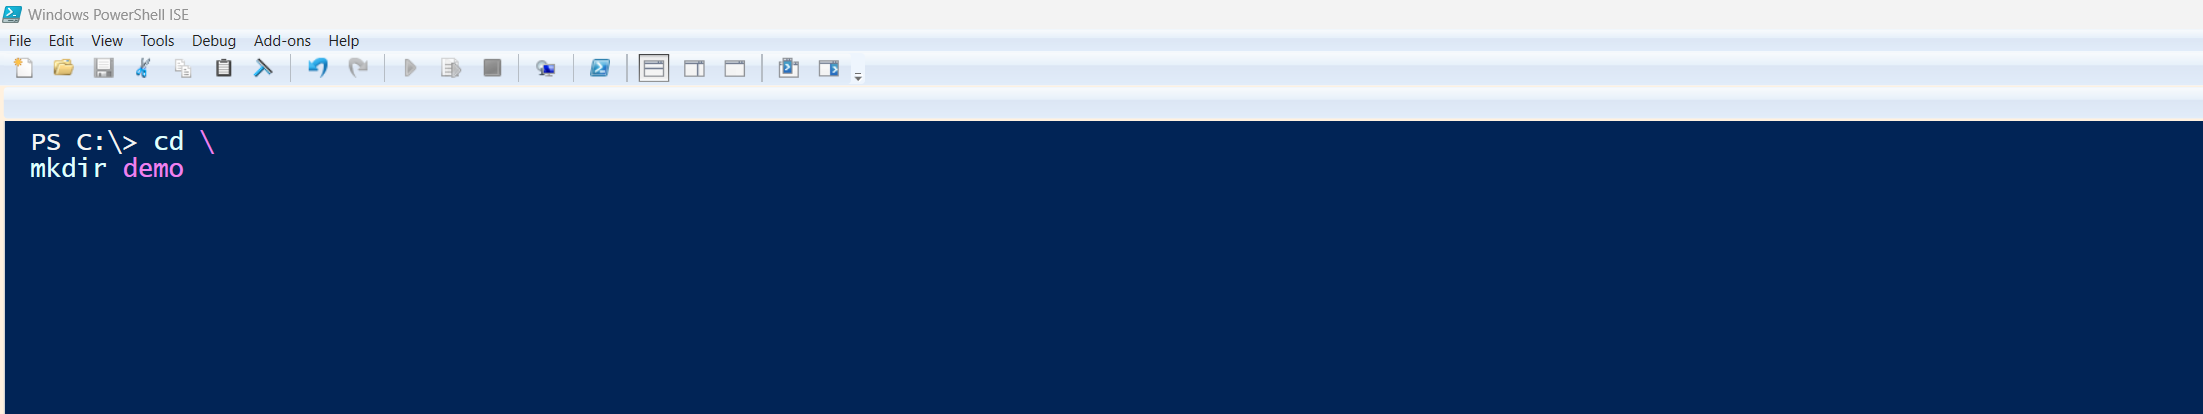 Windows PowerShell ISE
File Edit View Tools Debug Add-ons Help
PS C:\> cd \
mkdir demo